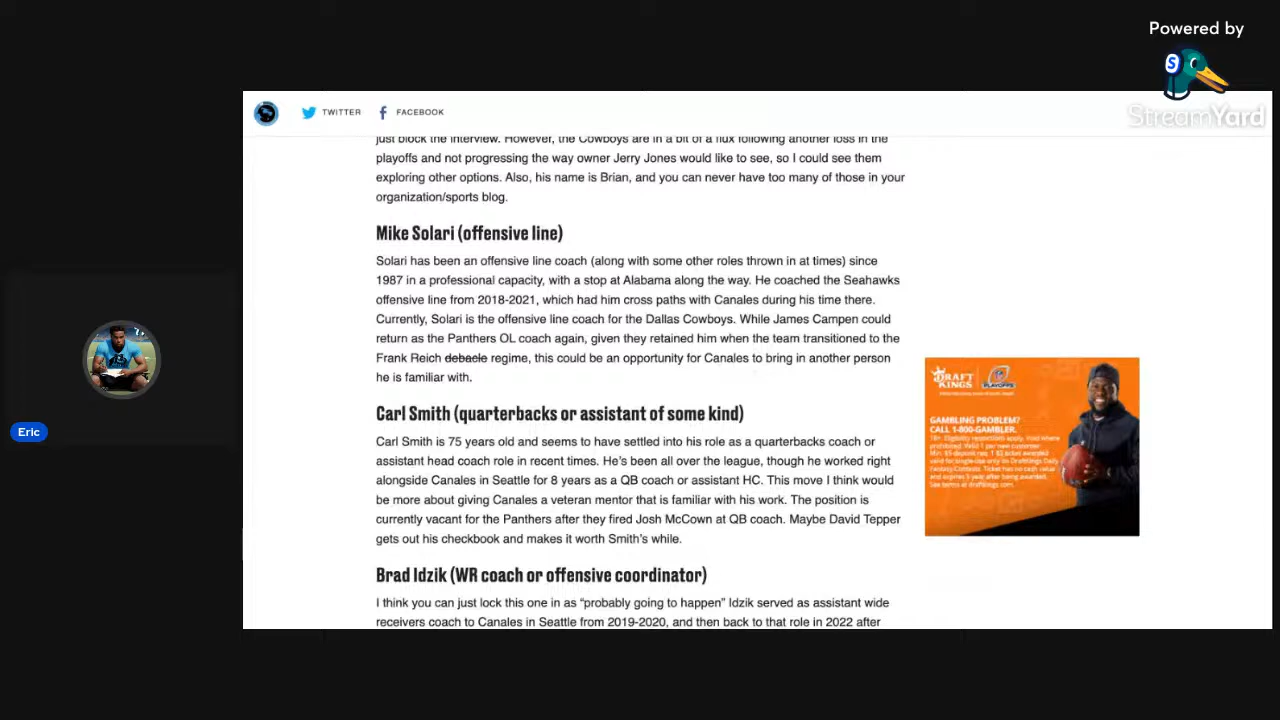 Powered by
StreamYard
TWITTER
FACEBOOK
just block the interview. However, the Cowboys are in a bit of a flux following another loss in the
playoffs and not progressing the way owner Jerry Jones would like to see, so I could see them
exploring other options. Also, his name is Brian, and you can never have too many of those in your
organization/sports blog.
Mike Solari (offensive line)
Solari has been an offensive line coach (along with some other roles thrown in at times) since
1987 in a professional capacity, with a stop at Alabama along the way. He coached the Seahawks
offensive line from 2018-2021, which had him cross paths with Canales during his time there.
Currently, Solari is the offensive line coach for the Dallas Cowboys. While James Campen could
return as the Panthers OL coach again, given they retained him when the team transitioned to the
Frank Reich debacle regime, this could be an opportunity for Canales to bring in another person
he is familiar with.
Carl Smith (quarterbacks or assistant of some kind)
Carl Smith is 75 years old and seems to have settled into his role as a quarterbacks coach or
assistant head coach role in recent times. He's been all over the league, though he worked right
alongside Canales in Seattle for 8 years as a QB coach or assistant HC. This move I think would
be more about giving Canales a veteran mentor that is familiar with his work. The position is
currently vacant for the Panthers after they fired Josh McCown at QB coach. Maybe David Tepper
gets out his checkbook and makes it worth Smith's while.
Brad Idzik (WR coach or offensive coordinator)
I think you can just lock this one in as “probably going to happen” Idzik served as assistant wide
receivers coach to Canales in Seattle from 2019-2020, and then back to that role in 2022 after
DRAFT
KINGS
PLAYOFFS
GAMBLING PROBLEM?
CALL 1-800-GAMBLER.
Eric